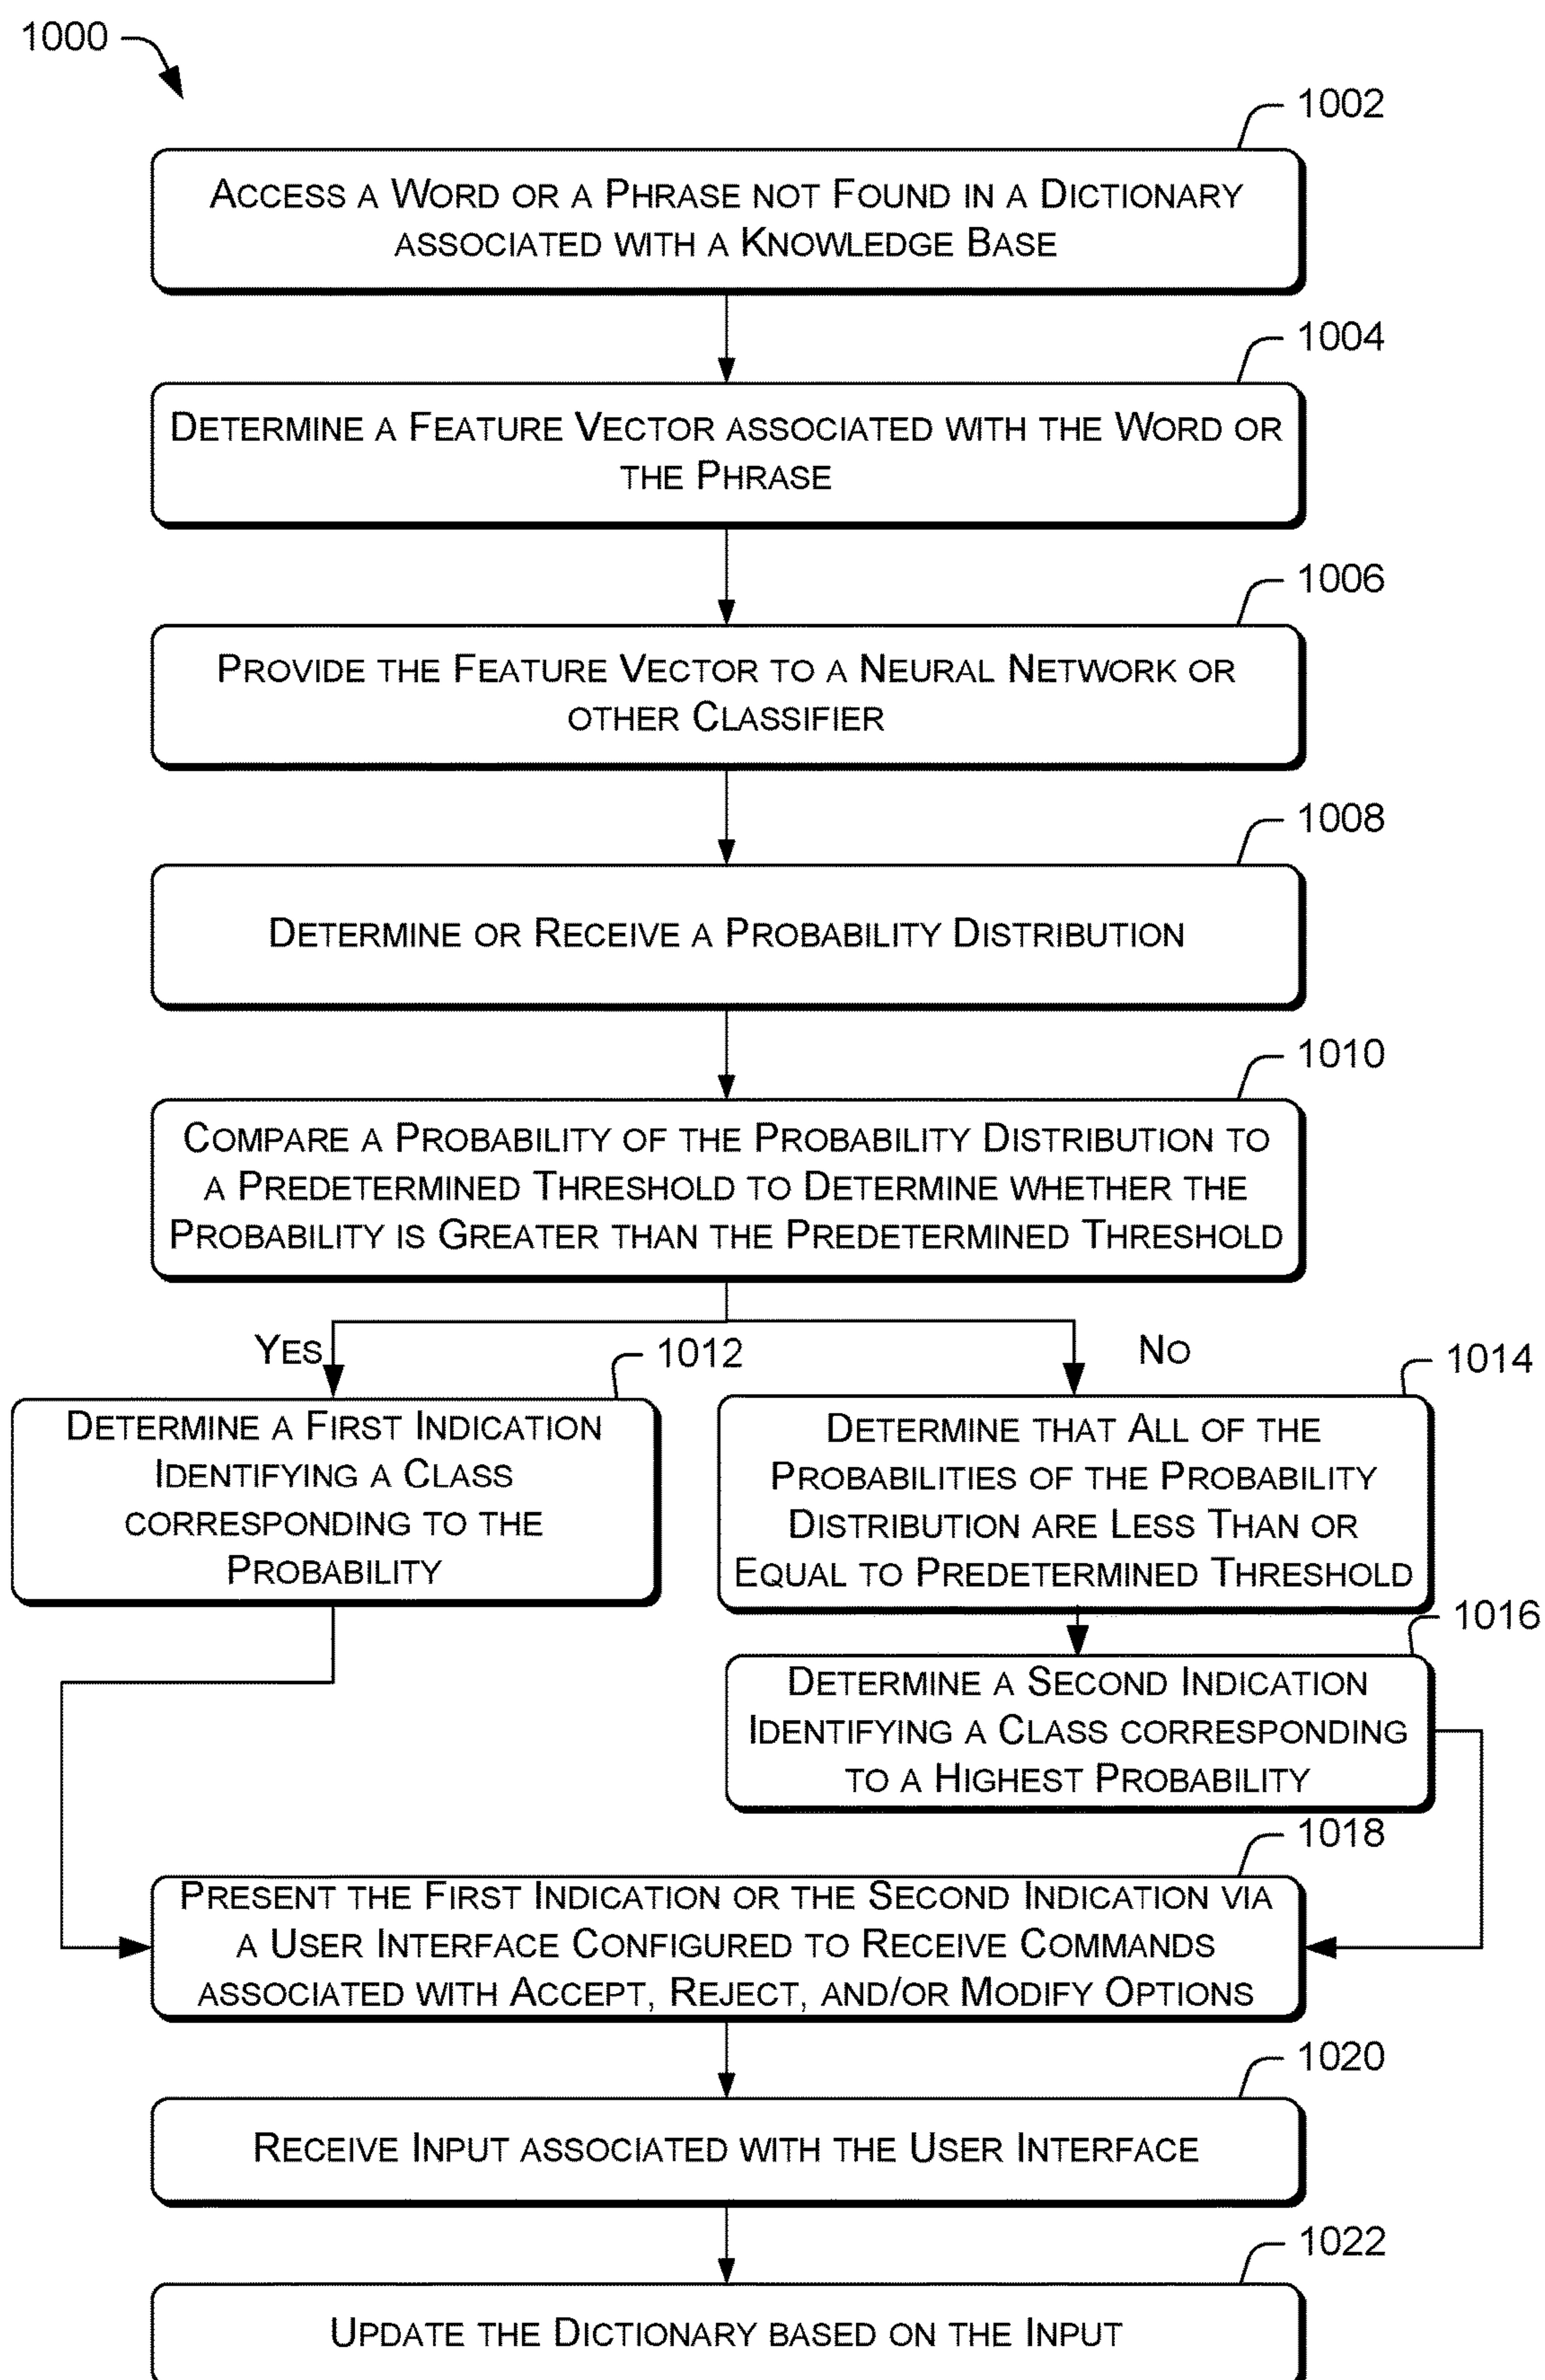 1000
1002
ACCESS A WORD OR A PHRASE NOT FOUND IN A DICTIONARY
ASSOCIATED WITH A KNOWLEDGE BASE
1004
DETERMINE A FEATURE VECTOR ASSOCIATED WITH THE WORD OR
THE PHRASE
1006
PROVIDE THE FEATURE VECTOR TO A NEURAL NETWORK OR
OTHER CLASSIFIER
1008
DETERMINE OR RECEIVE A PROBABILITY DISTRIBUTION
1010
COMPARE A PROBABILITY OF THE PROBABILITY DISTRIBUTION TO
A PREDETERMINED THRESHOLD TO DETERMINE WHETHER THE
PROBABILITY IS GREATER THAN THE PREDETERMINED THRESHOLD
YES
1012
DETERMINE A FIRST INDICATION
IDENTIFYING A CLASS
CORRESPONDING TO THE
PROBABILITY
NO
1014
DETERMINE THAT ALL OF THE
PROBABILITIES OF THE PROBABILITY
DISTRIBUTION ARE LESS THAN OR
EQUAL TO PREDETERMINED THRESHOLD
1016
DETERMINE A SECOND INDICATION
IDENTIFYING A CLASS CORRESPONDING
TO A HIGHEST PROBABILITY
1018
PRESENT THE FIRST INDICATION OR THE SECOND INDICATION VIA
A USER INTERFACE CONFIGURED TO RECEIVE COMMANDS
ASSOCIATED WITH ACCEPT, REJECT, AND/OR MODIFY OPTIONS
1020
RECEIVE INPUT ASSOCIATED WITH THE USER INTERFACE
1022
UPDATE THE DICTIONARY BASED ON THE INPUT